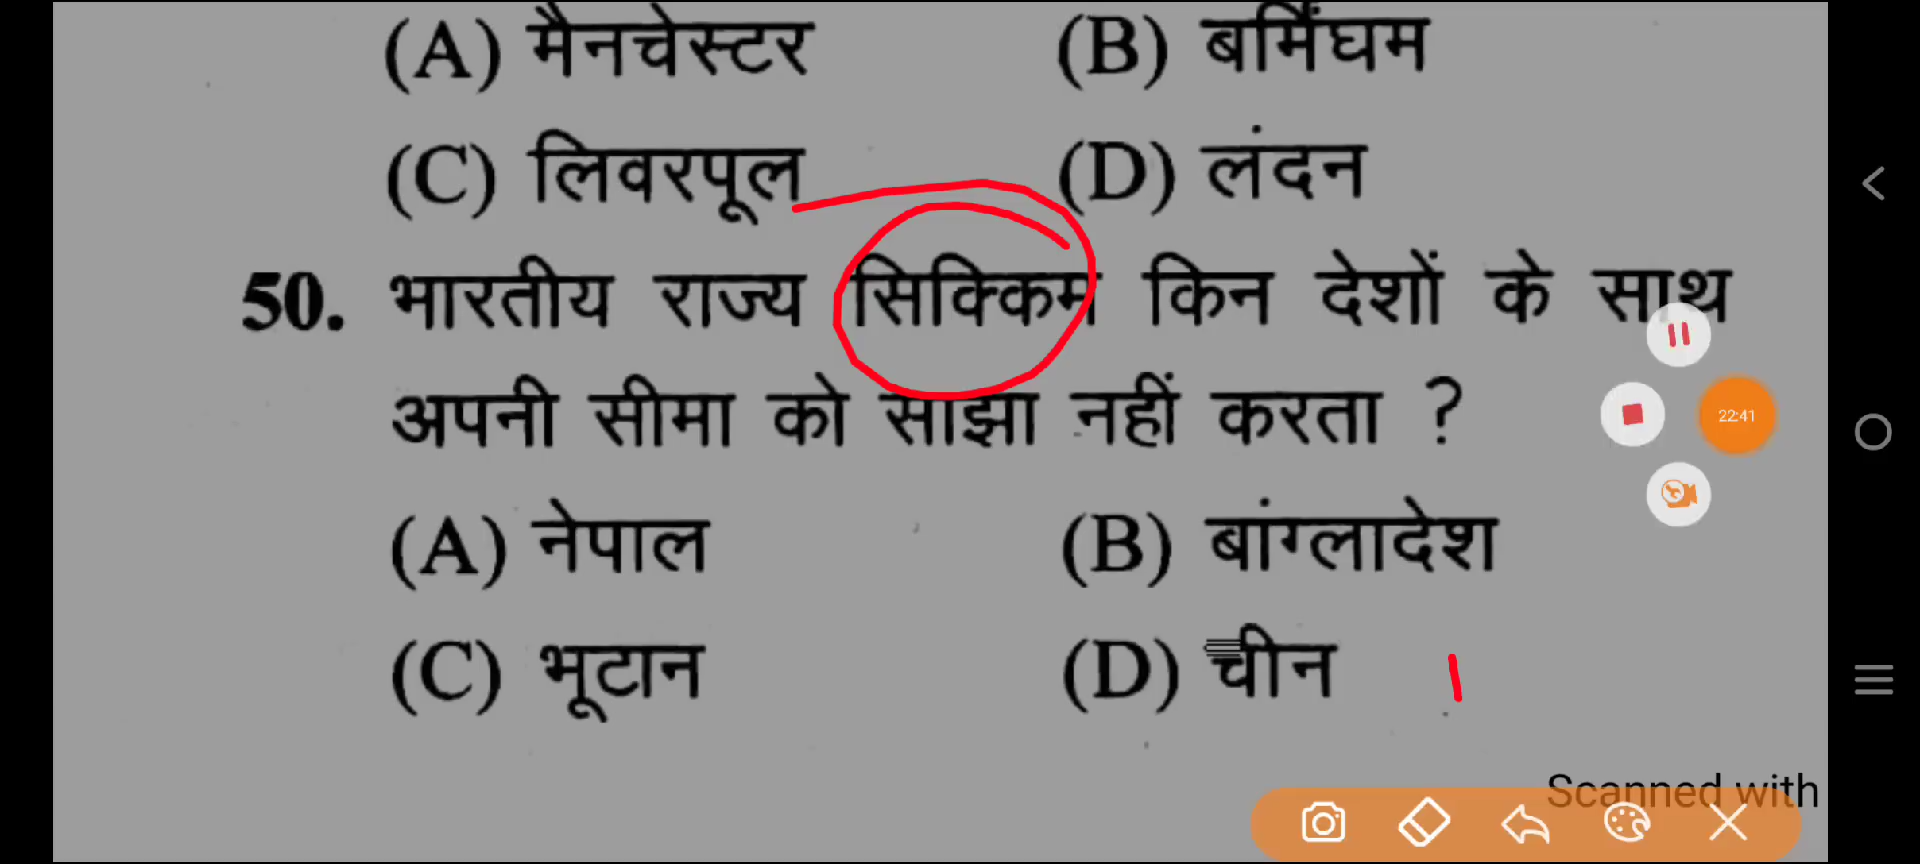 (A) मैनचेस्टर (B) बर्मिंघम
(C) लिवरपूल (D) लंदन
50. भारतीय राज्य सिक्किम किन देशों के साथ
अपनी सीमा को साझा नहीं करता ?
22:41
(A) नेपाल (B) बांग्लादेश
(C) भूटान (D) चीन
Scanned with